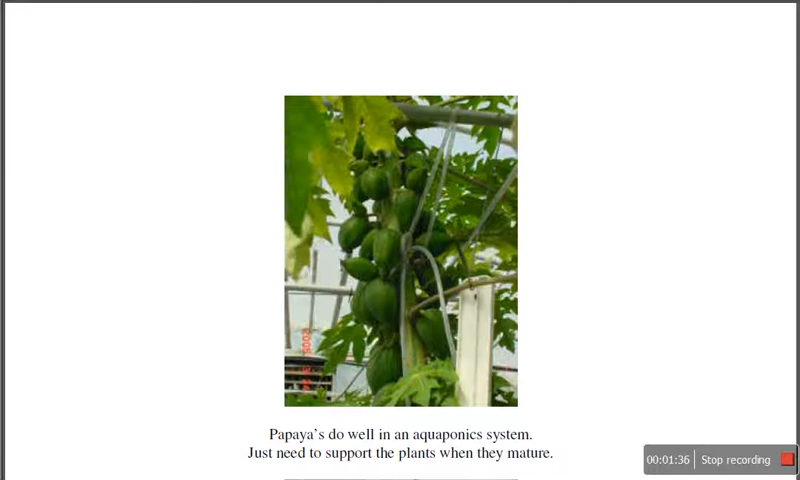 Papaya's do well in an aquaponics system.
Just need to support the plants when they mature.
00:01:36 Stop recording